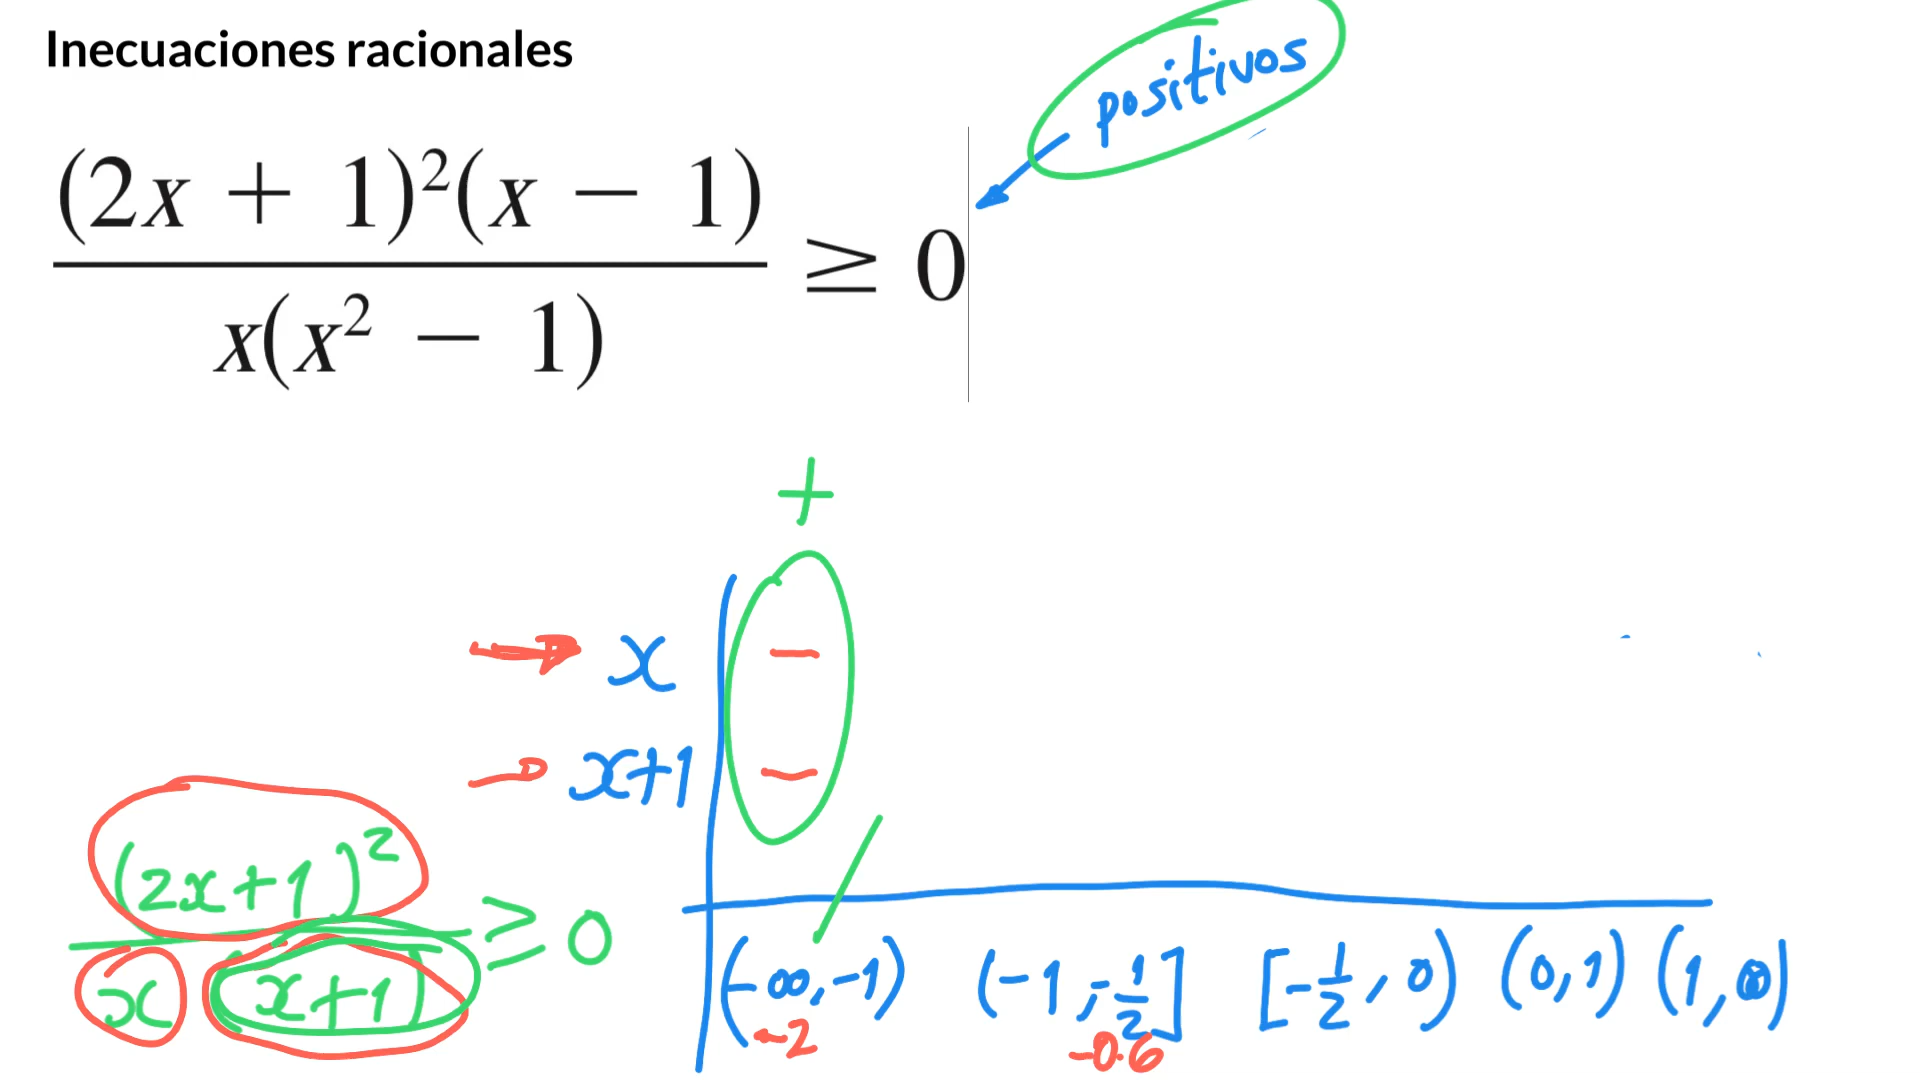 Inecuaciones racionales
positivos
(2x + 1)²(x − 1)
x(x² − 1)
≥ 0
+
x −
x+1 −
(2x+1)²
x (x+1)
≥ 0
(-∞,-1) (-1,-1/2] [-1/2,0) (0,1) (1,∞)
-2 -0.6